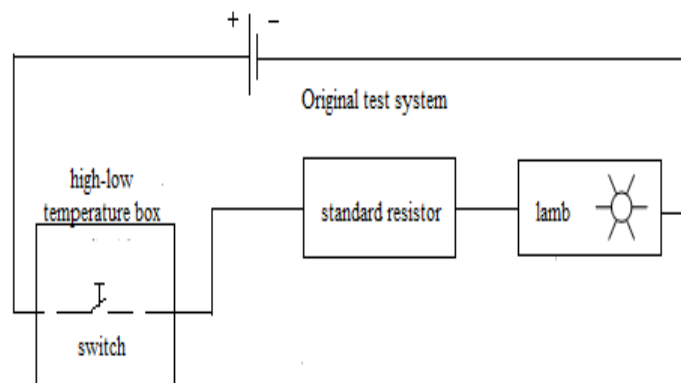 + −
Original test system
high-low
temperature box
standard resistor
lamb
switch